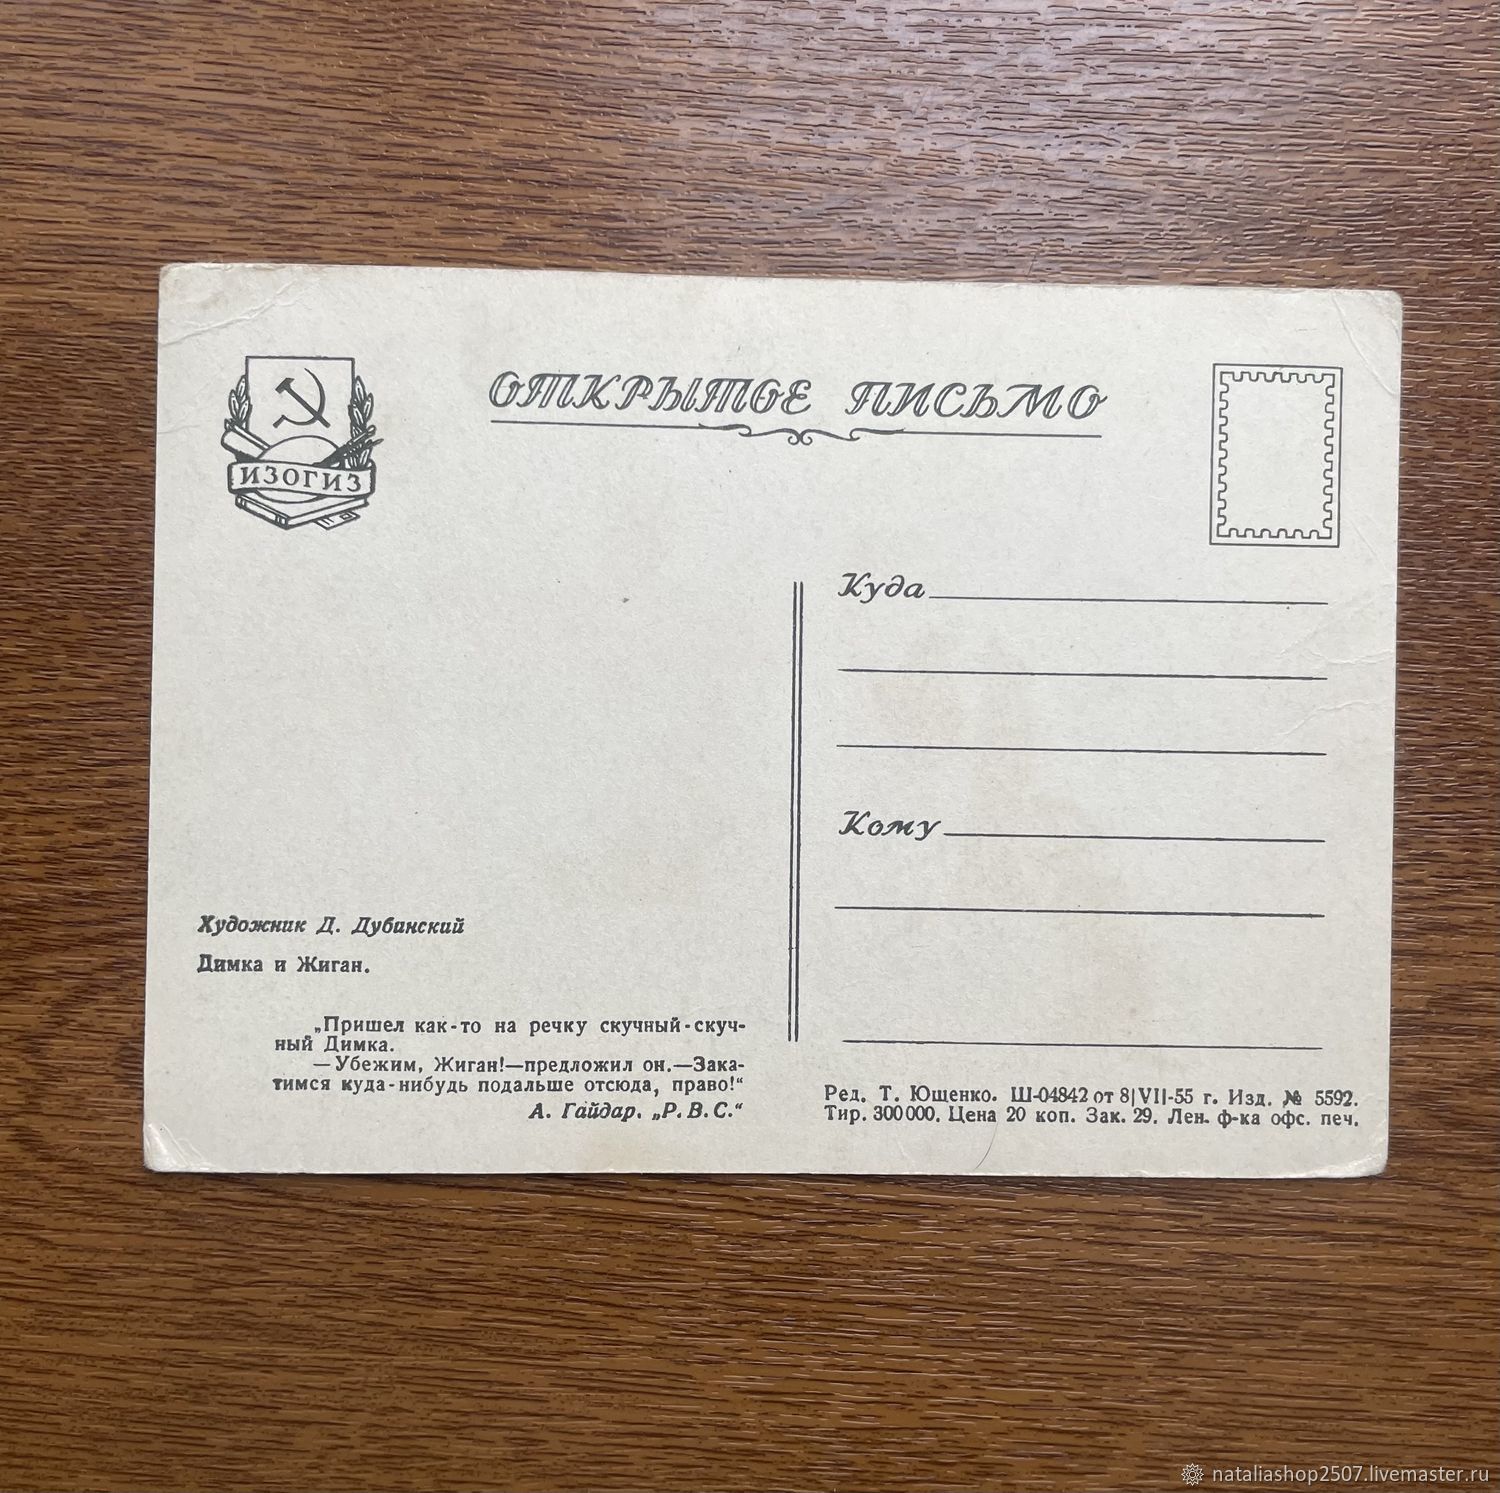 ОТКРЫТОЕ ПИСЬМО
ИЗОГИЗ
Куда
Кому
Художник Д. Дубинский
Димка и Жиган.
„Пришел как-то на речку скучный-скуч-
ный Димка.
— Убежим, Жиган!—предложил он.—Зака-
тимся куда-нибудь подальше отсюда, право!“
А. Гайдар. „Р. В. С.“
Ред. Т. Ющенко. Ш-04842 от 8|VII-55 г. Изд. № 5592.
Тир. 300 000. Цена 20 коп. Зак. 29. Лен. ф-ка офс. печ.
nataliashop2507.livemaster.ru